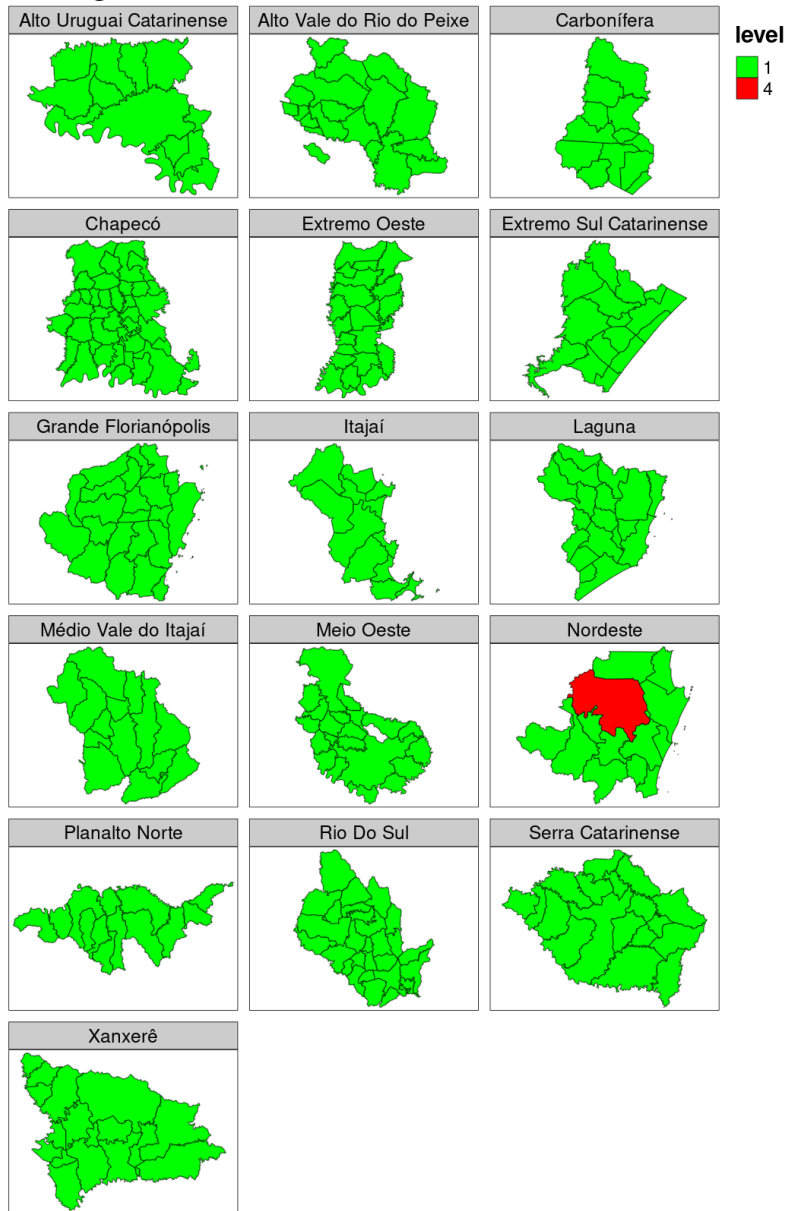 Alto Uruguai Catarinense
Alto Vale do Rio do Peixe
Carbonífera
level
1
4
Chapecó
Extremo Oeste
Extremo Sul Catarinense
Grande Florianópolis
Itajaí
Laguna
Médio Vale do Itajaí
Meio Oeste
Nordeste
Planalto Norte
Rio Do Sul
Serra Catarinense
Xanxerê